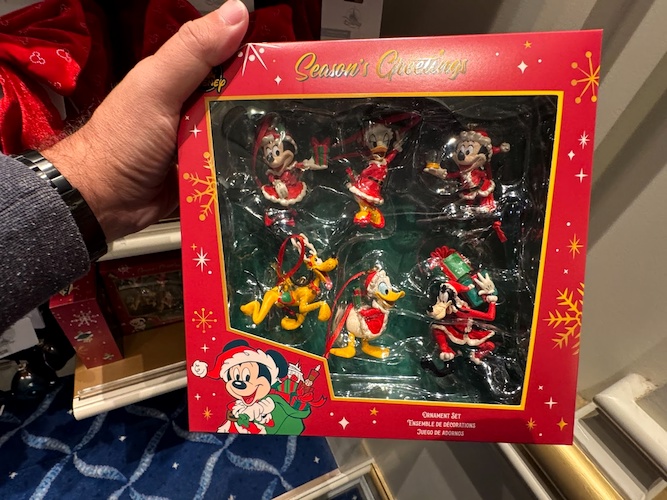 Season's Greetings
Ornament Set
Ensemble de décorations
Juego de adornos